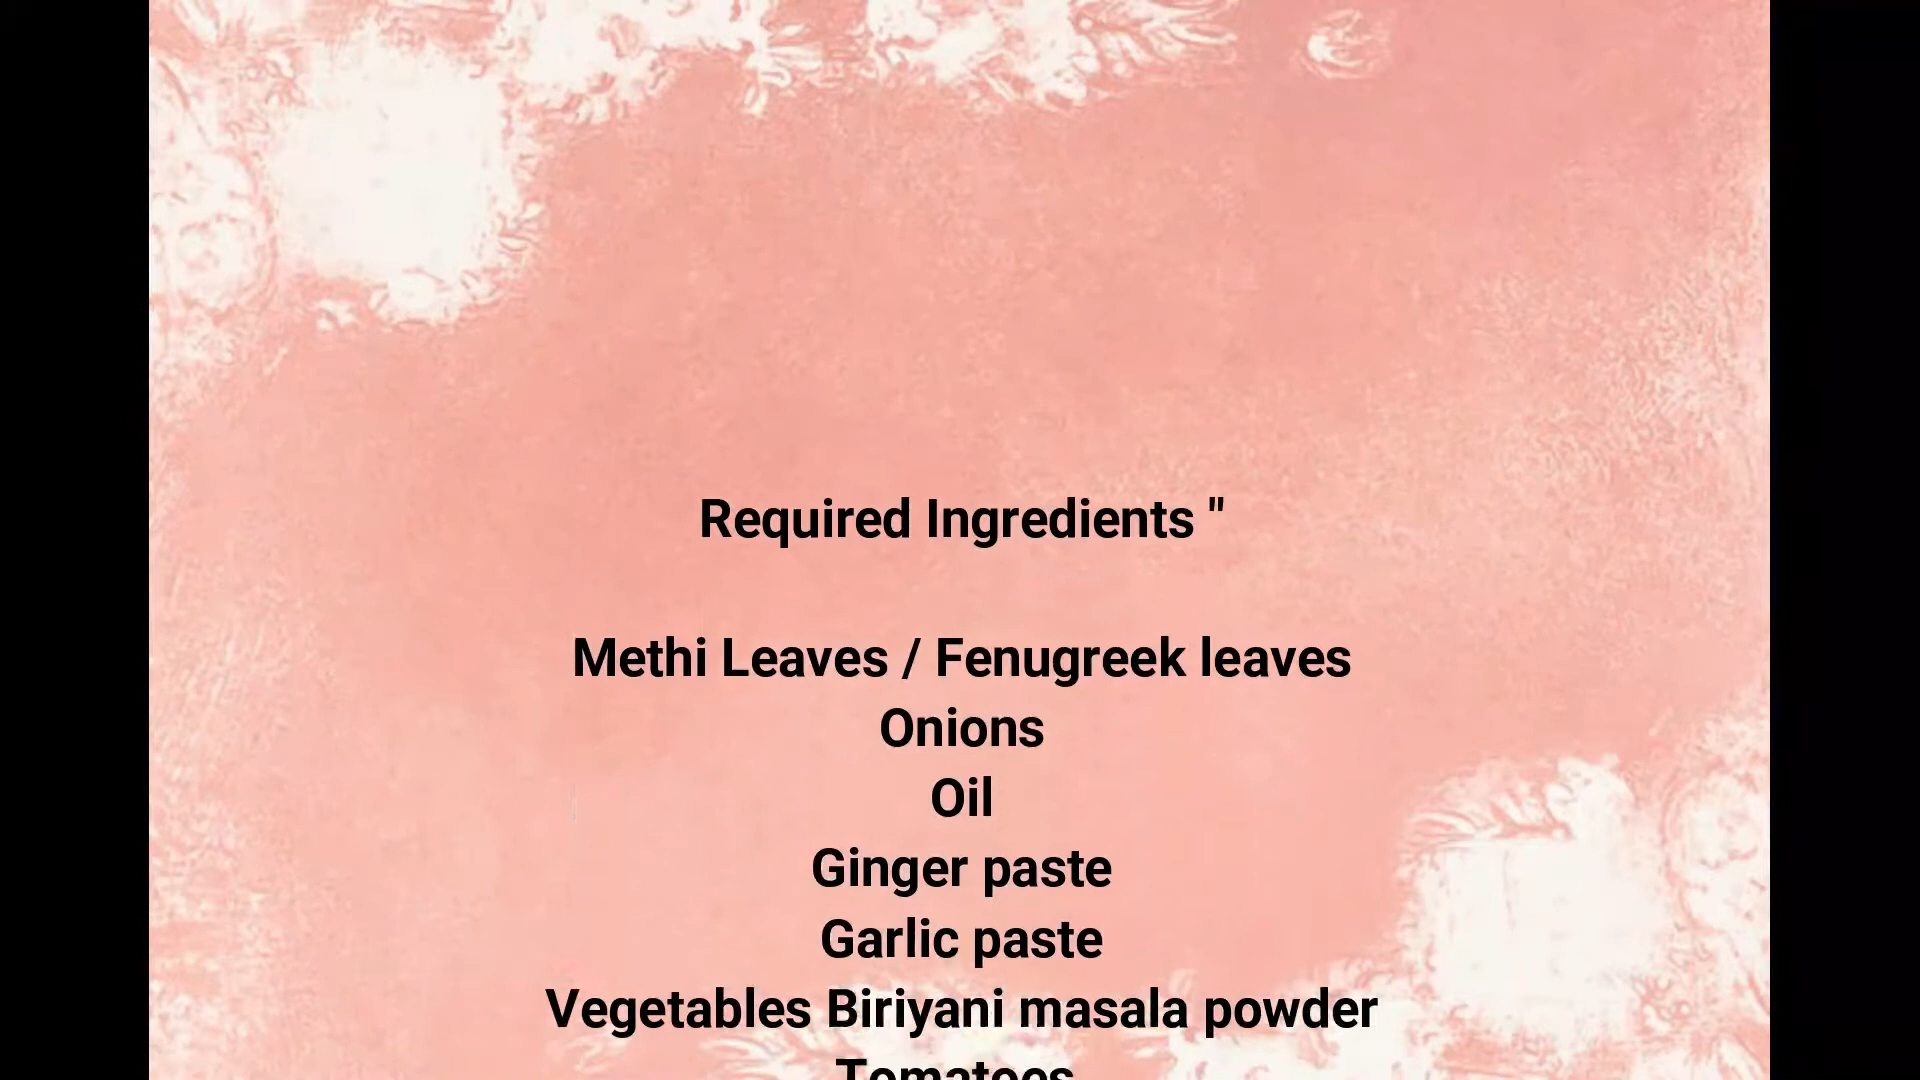 Required Ingredients "
Methi Leaves / Fenugreek leaves
Onions
Oil
Ginger paste
Garlic paste
Vegetables Biriyani masala powder
Tomatoes